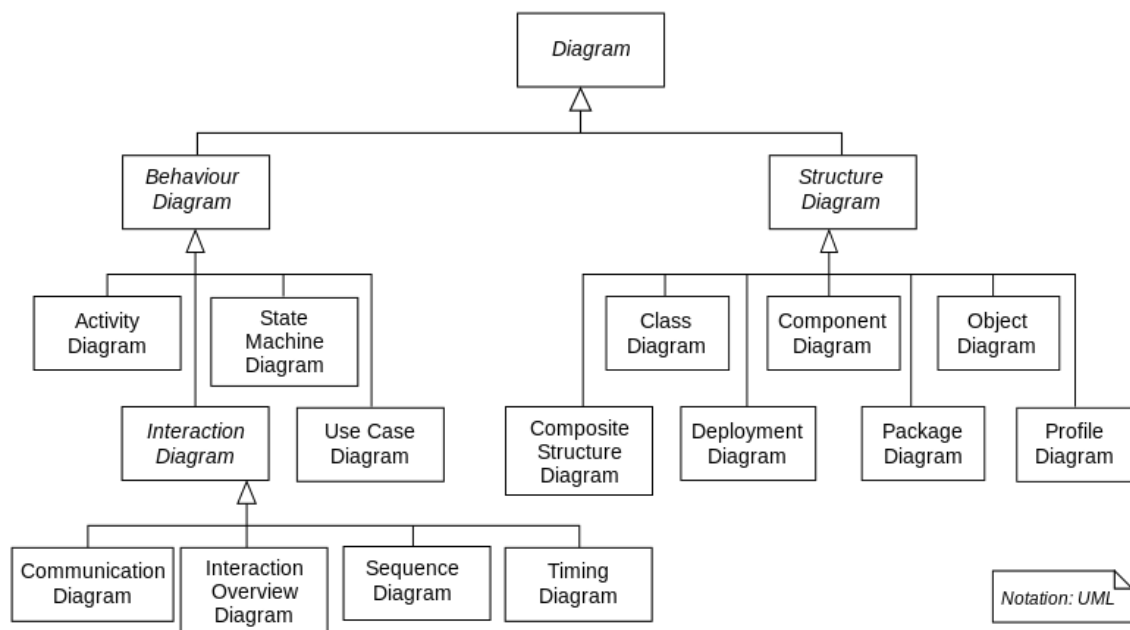 Diagram
Behaviour
Diagram
Structure
Diagram
Activity
Diagram
State
Machine
Diagram
Class
Diagram
Component
Diagram
Object
Diagram
Interaction
Diagram
Use Case
Diagram
Composite
Structure
Diagram
Deployment
Diagram
Package
Diagram
Profile
Diagram
Communication
Diagram
Interaction
Overview
Diagram
Sequence
Diagram
Timing
Diagram
Notation: UML